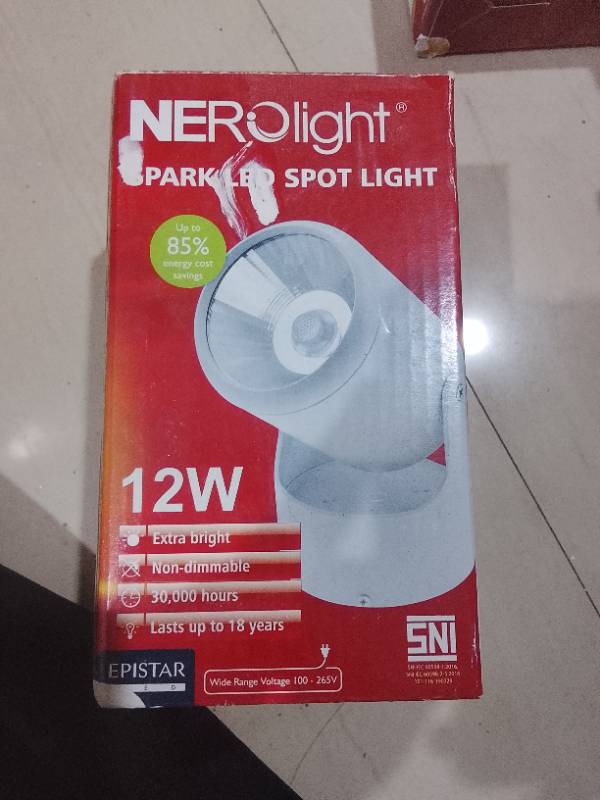 NEROlight®
SPARK LED SPOT LIGHT
Up to
85%
energy cost
savings
12W
Extra bright
Non-dimmable
30,000 hours
Lasts up to 18 years
EPISTAR
LED
Wide Range Voltage 100 - 265V
SNI